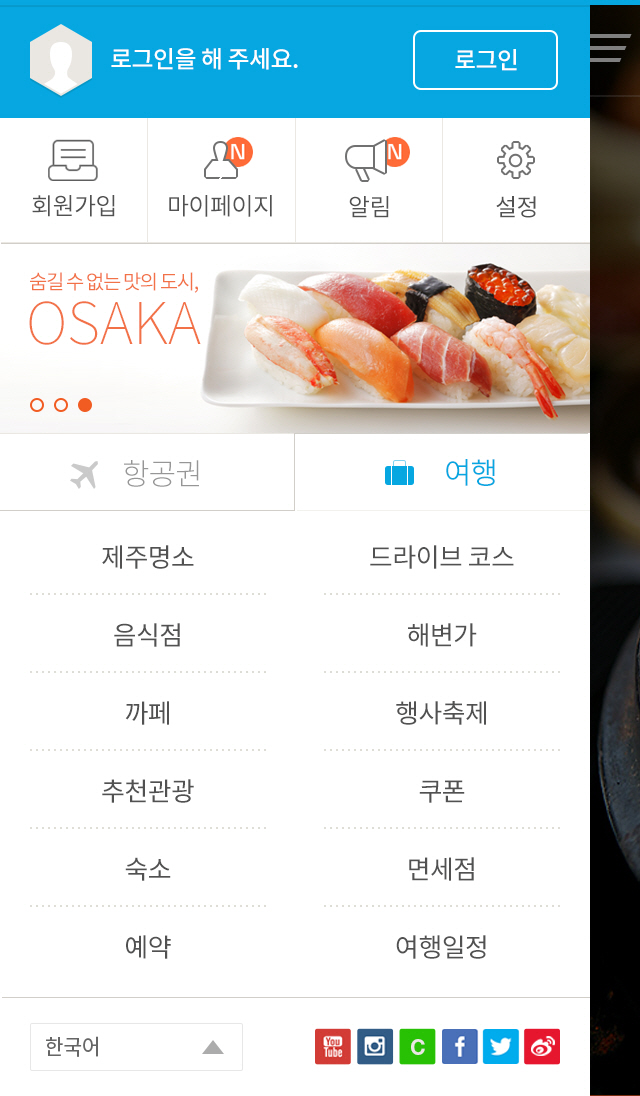 로그인을 해 주세요.
로그인
N
N
회원가입
마이페이지
알림
설정
숨길 수 없는 맛의 도시,
OSAKA
항공권
여행
제주명소
드라이브 코스
음식점
해변가
까페
행사축제
추천관광
쿠폰
숙소
면세점
예약
여행일정
한국어
You
Tube
C
f